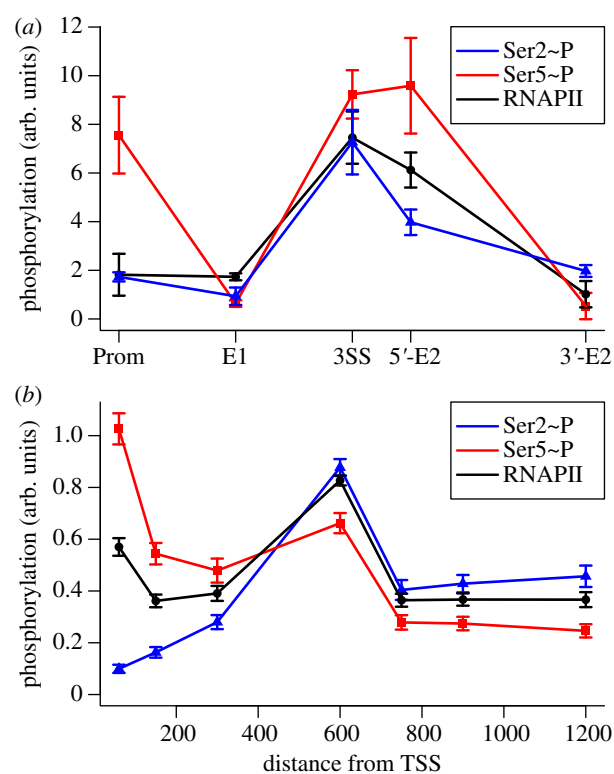 (a)
phosphorylation (arb. units)
12
10
8
6
4
2
0
Ser2~P
Ser5~P
RNAPII
Prom
E1
3SS
5′-E2
3′-E2
(b)
phosphorylation (arb. units)
1.0
0.8
0.6
0.4
0.2
0
Ser2~P
Ser5~P
RNAPII
200
400
600
800
1000
1200
distance from TSS